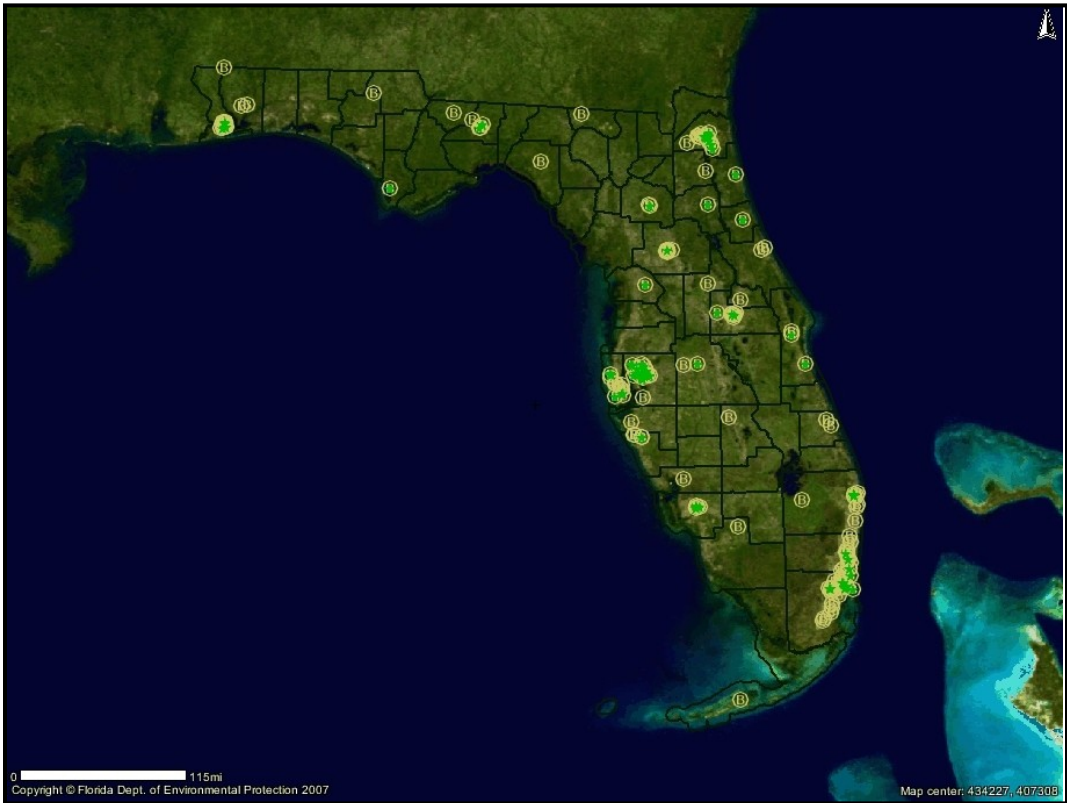 0 115mi
Copyright © Florida Dept. of Environmental Protection 2007
Map center: 434227, 407308